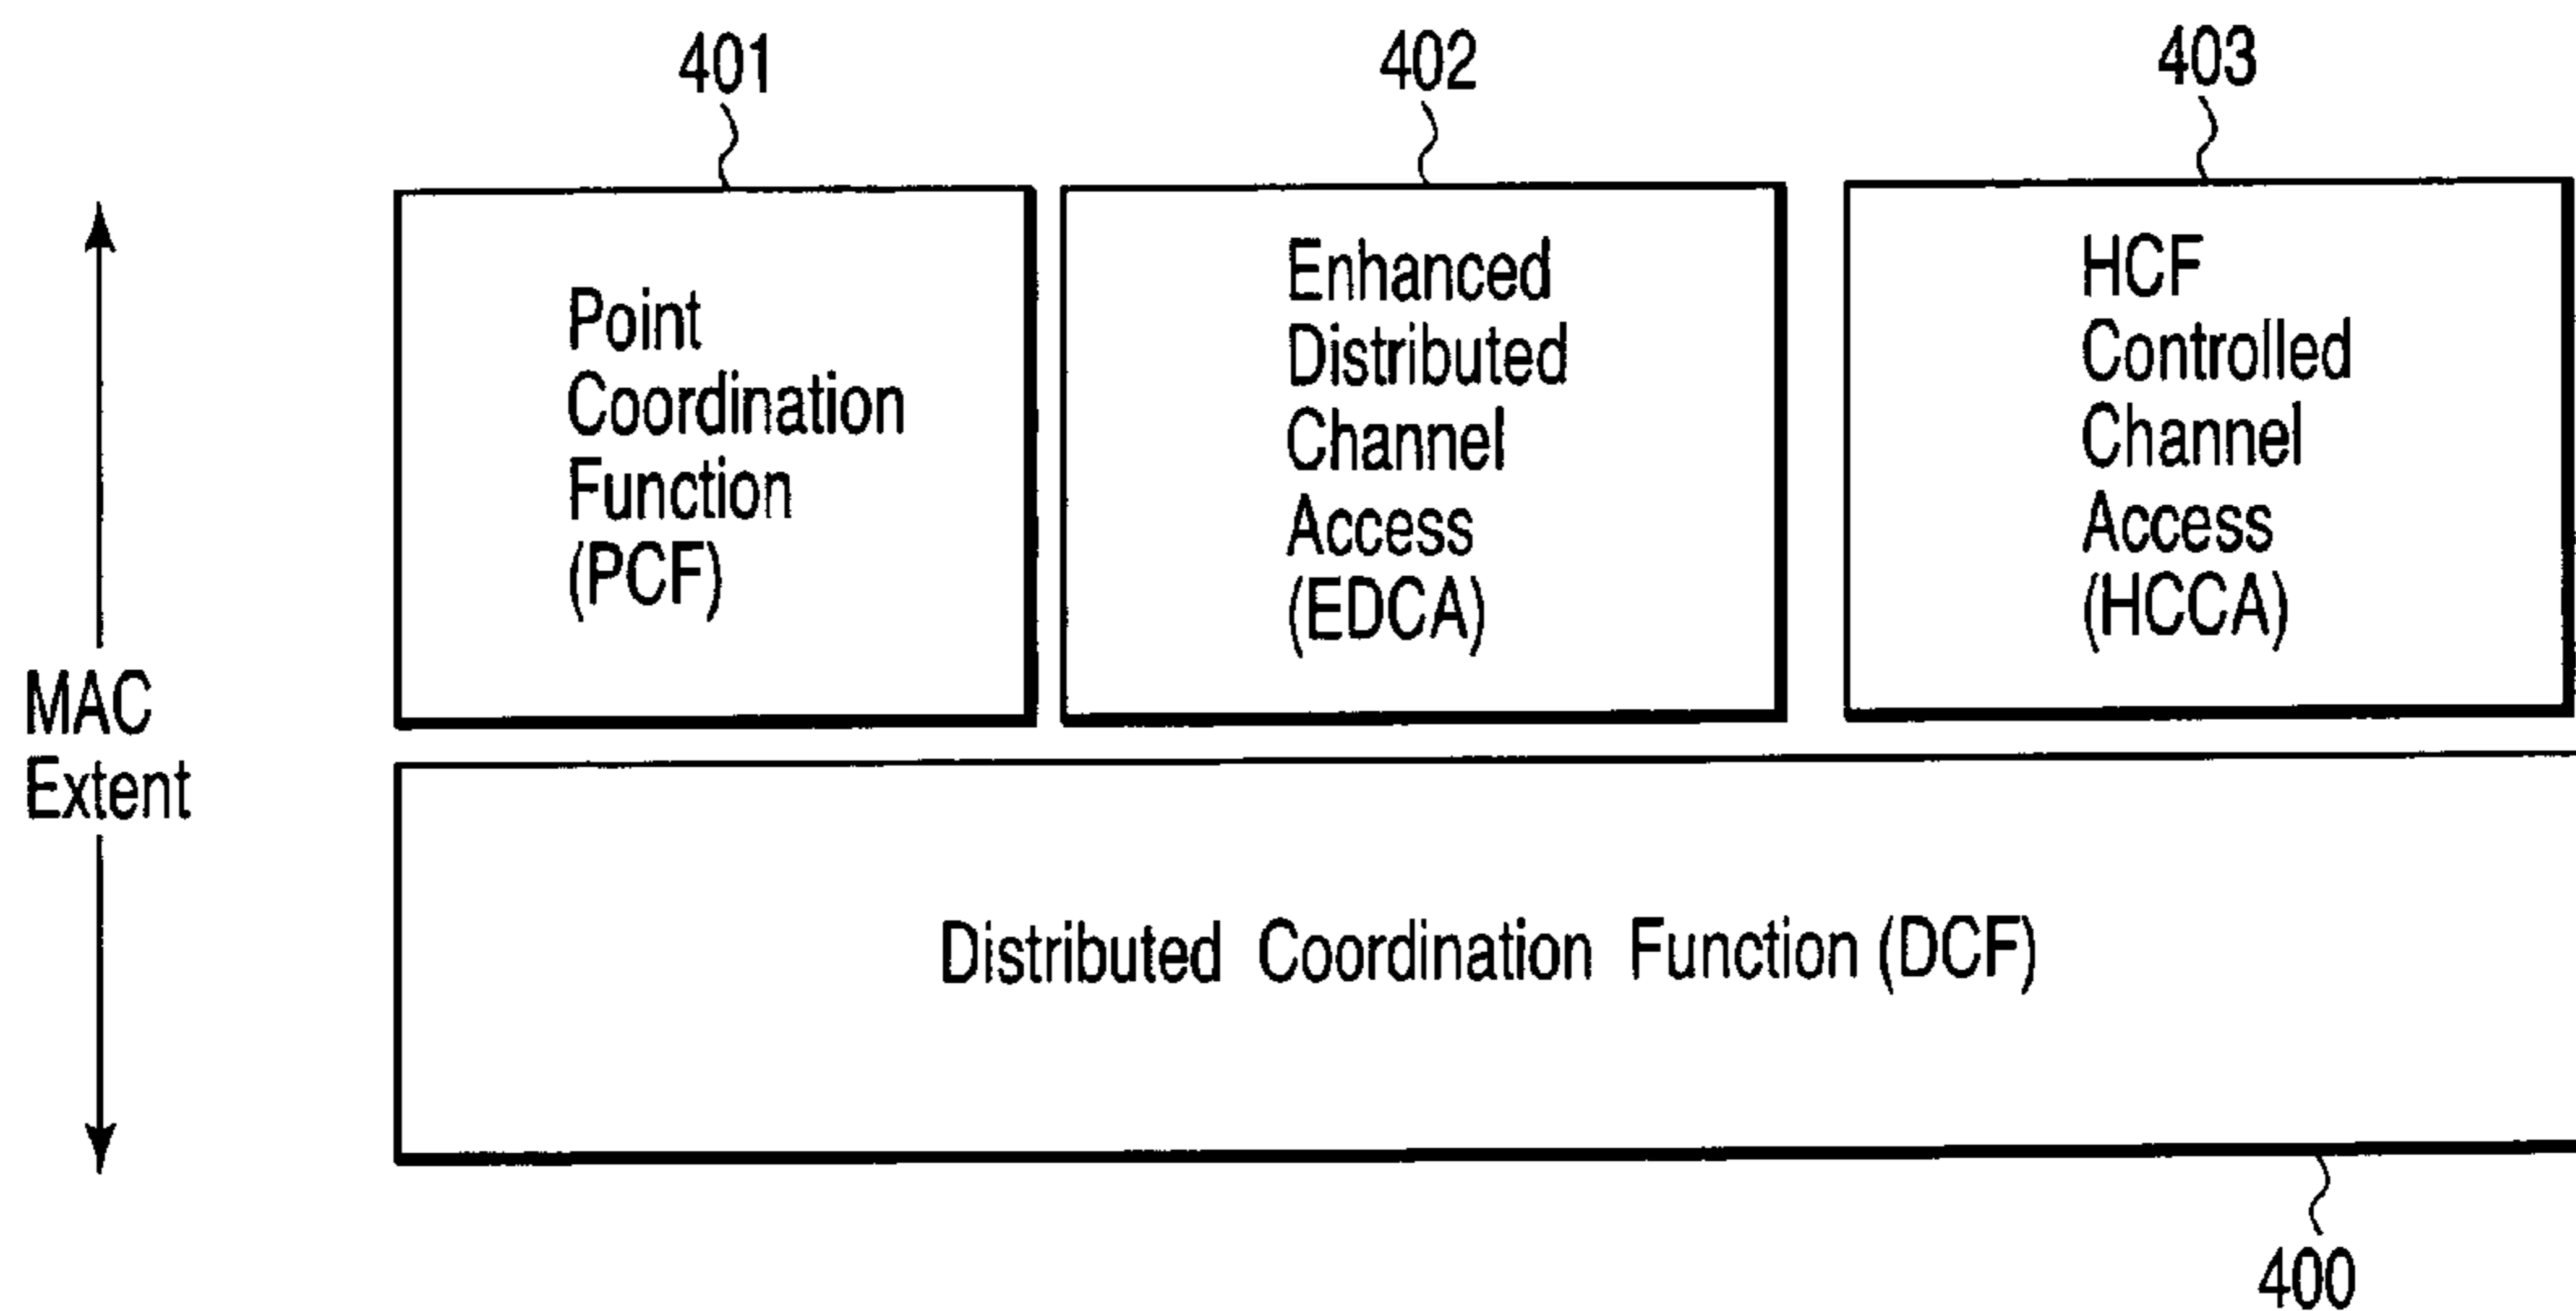 401
402
403
Point
Coordination
Function
(PCF)
Enhanced
Distributed
Channel
Access
(EDCA)
HCF
Controlled
Channel
Access
(HCCA)
MAC
Extent
Distributed Coordination Function (DCF)
400